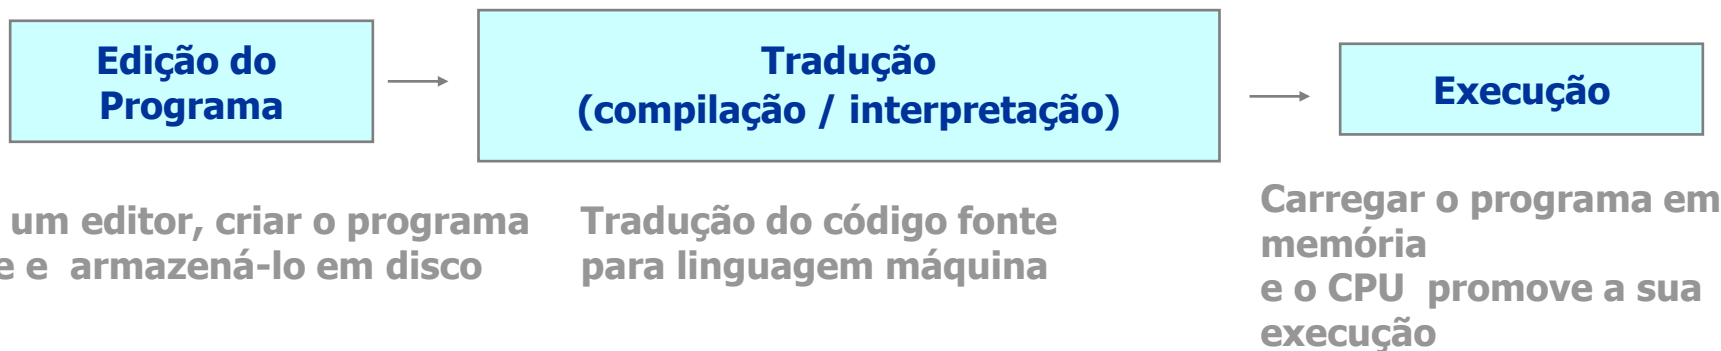 Edição do
Programa
Tradução
(compilação / interpretação)
Execução
um editor, criar o programa
e armazená-lo em disco
Tradução do código fonte
para linguagem máquina
Carregar o programa em
memória
e o CPU promove a sua
execução